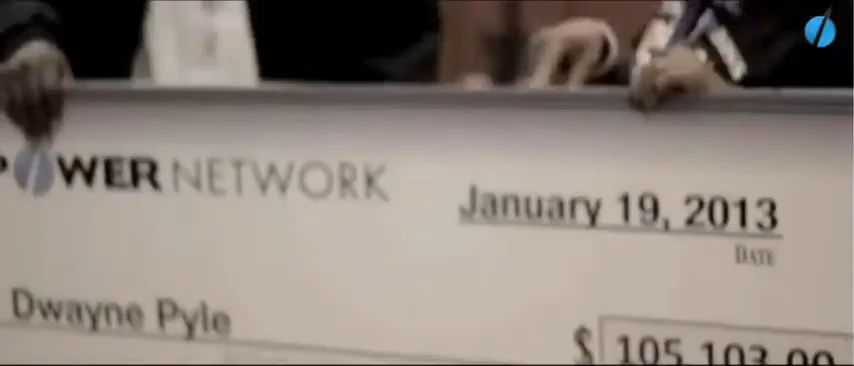 POWER NETWORK
January 19, 2013
DATE
Dwayne Pyle
$ 105,103.00